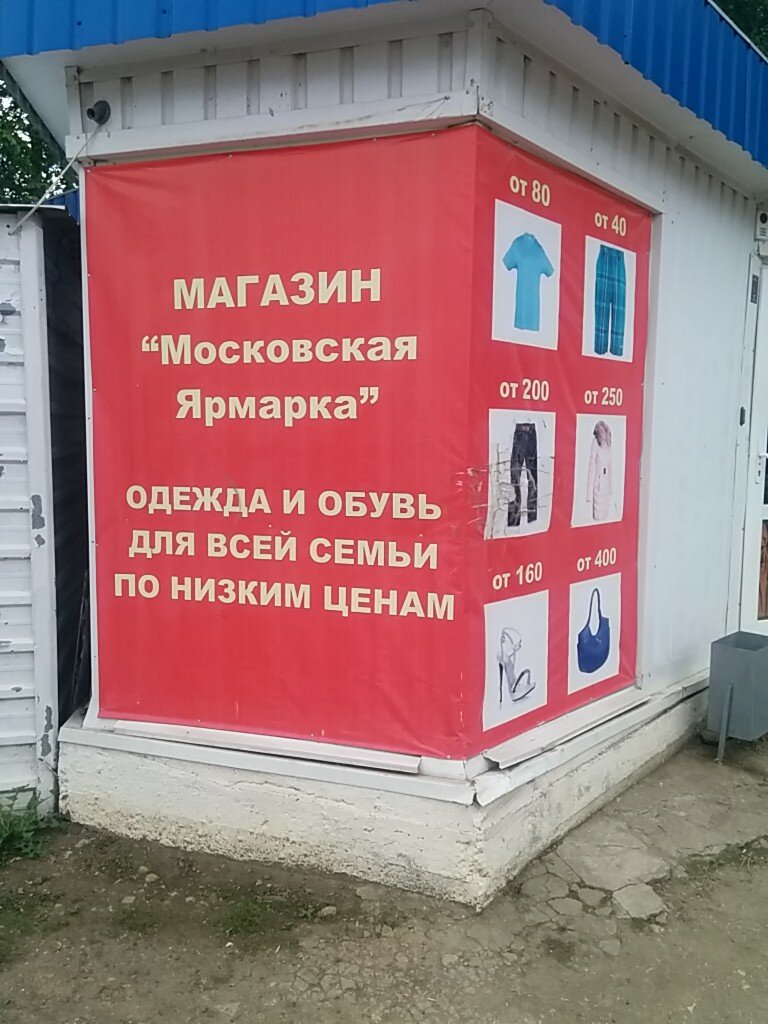 МАГАЗИН
“Московская
Ярмарка”
ОДЕЖДА И ОБУВЬ
ДЛЯ ВСЕЙ СЕМЬИ
ПО НИЗКИМ ЦЕНАМ
от 80
от 40
от 200
от 250
от 160
от 400